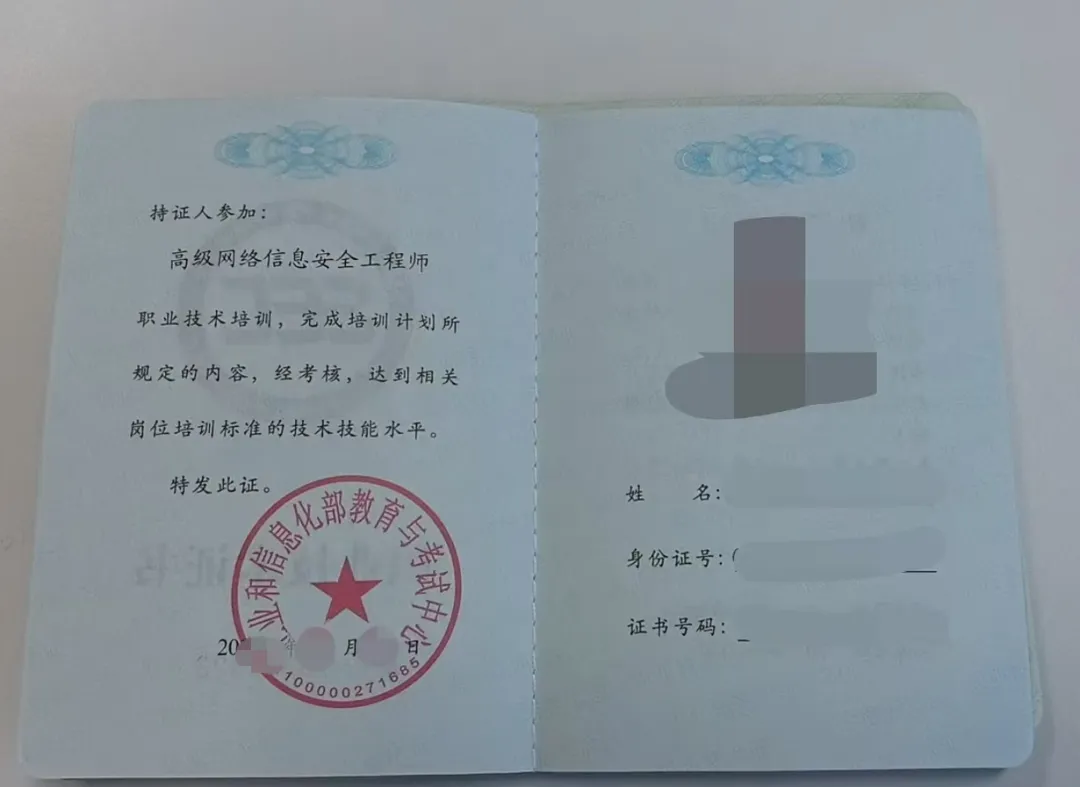 持证人参加：
高级网络信息安全工程师
职业技术培训，完成培训计划所
规定的内容，经考核，达到相关
岗位培训标准的技术技能水平。
特发此证。
业和信息化部教育与考试中心
20 年 月 日
100000271685
姓 名：
身份证号：
证书号码：